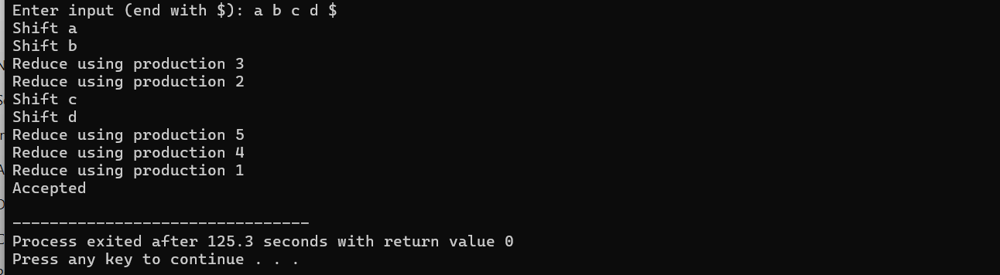 Enter input (end with $): a b c d $
Shift a
Shift b
Reduce using production 3
Reduce using production 2
Shift c
Shift d
Reduce using production 5
Reduce using production 4
Reduce using production 1
Accepted
--------------------------------
Process exited after 125.3 seconds with return value 0
Press any key to continue . . .